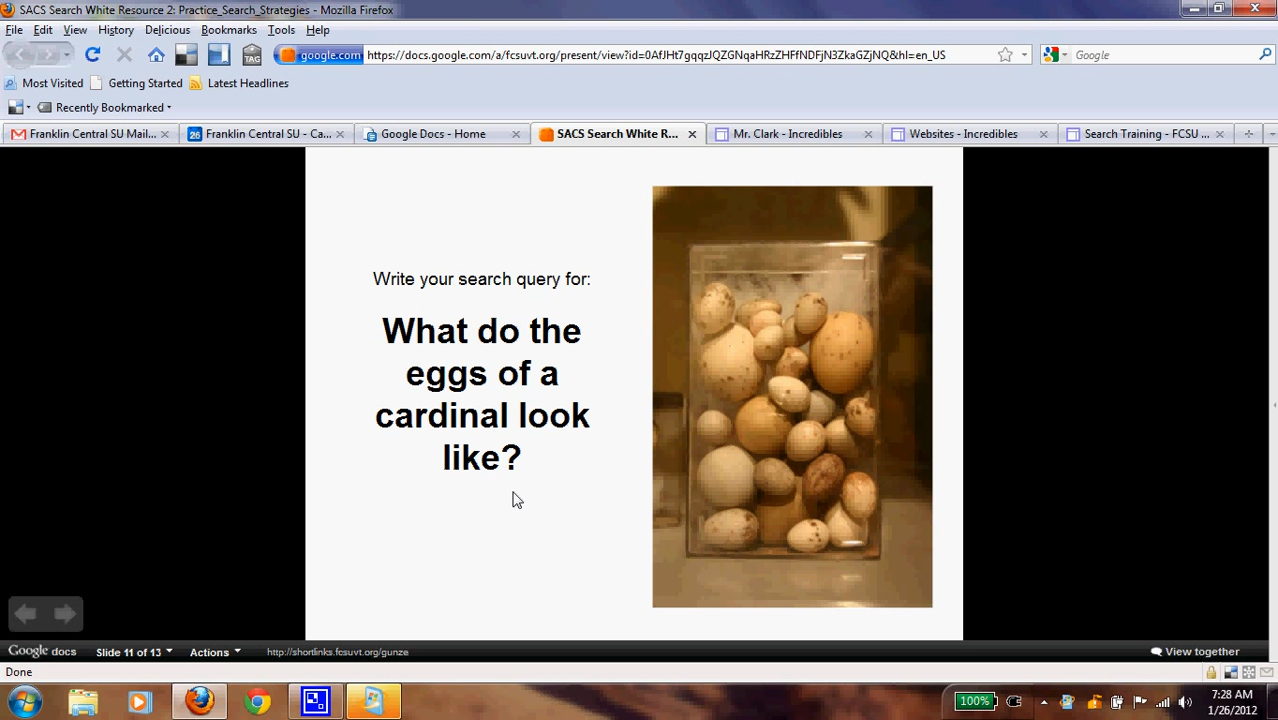 SACS Search White Resource 2: Practice_Search_Strategies - Mozilla Firefox
File Edit View History Delicious Bookmarks Tools Help
TAG google.com https://docs.google.com/a/fcsuvt.org/present/view?id=0AfJHt7gqqzJQZGNqaHRzZHFfNDFjN3ZkaGZjNQ&hl=en_US Google
Most Visited Getting Started Latest Headlines
Recently Bookmarked
Franklin Central SU Mail... 26 Franklin Central SU - Ca... Google Docs - Home SACS Search White R... Mr. Clark - Incredibles Websites - Incredibles Search Training - FCSU ...
Write your search query for:
What do the
eggs of a
cardinal look
like?
Google docs Slide 11 of 13 Actions http://shortlinks.fcsuvt.org/gunze View together
Done
100% 7:28 AM
1/26/2012